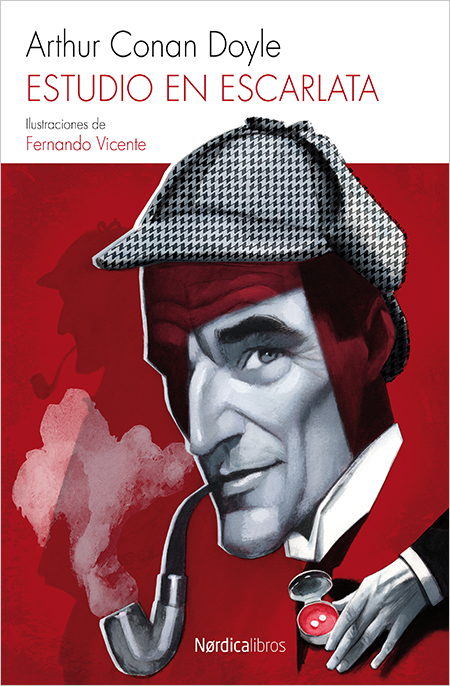 Arthur Conan Doyle
ESTUDIO EN ESCARLATA
Ilustraciones de
Fernando Vicente
Nørdicalibros